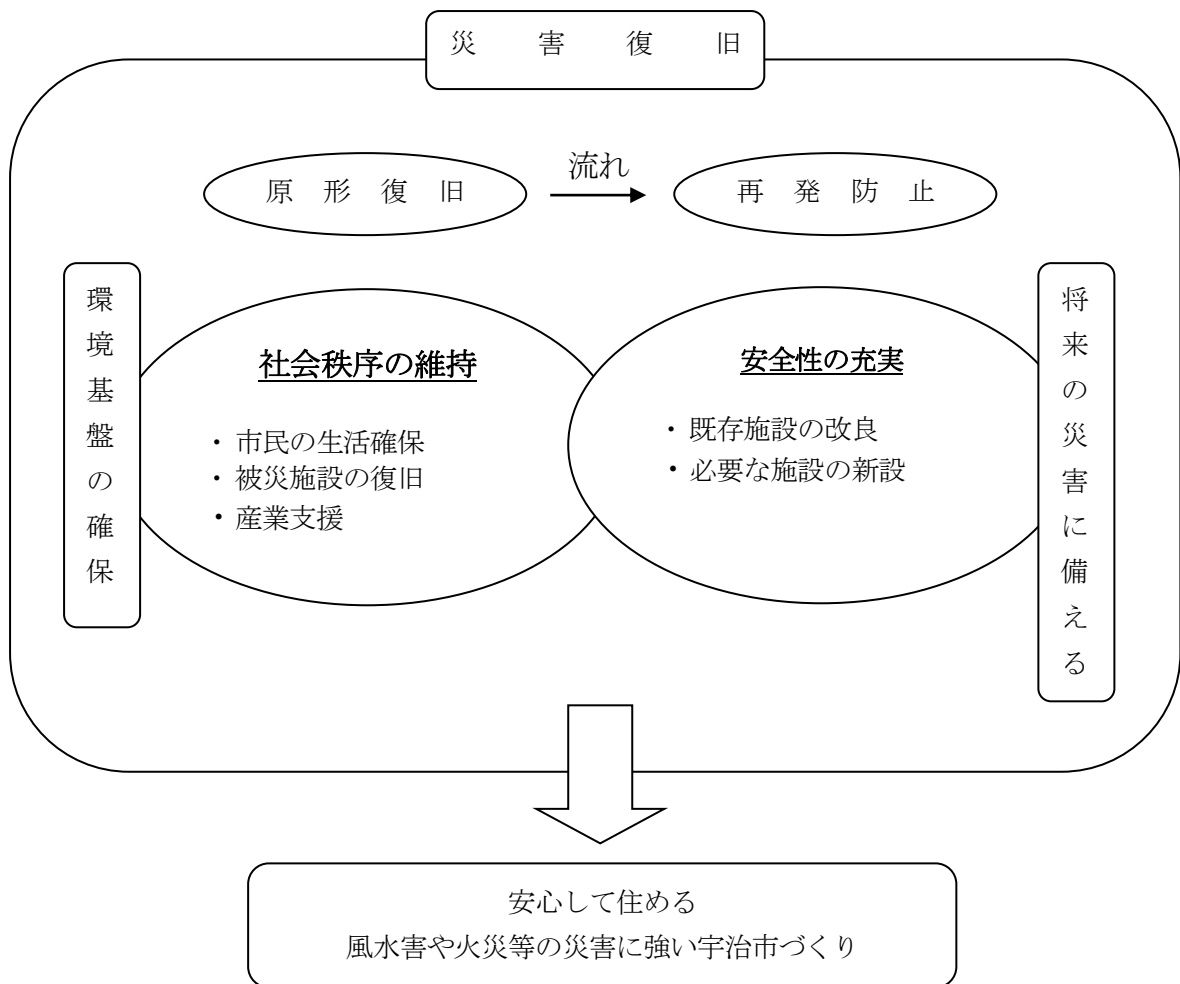 災害復旧
流れ
原形復旧
再発防止
環境基盤の確保
社会秩序の維持
・市民の生活確保
・被災施設の復旧
・産業支援
安全性の充実
・既存施設の改良
・必要な施設の新設
将来の災害に備える
安心して住める
風水害や火災等の災害に強い宇治市づくり